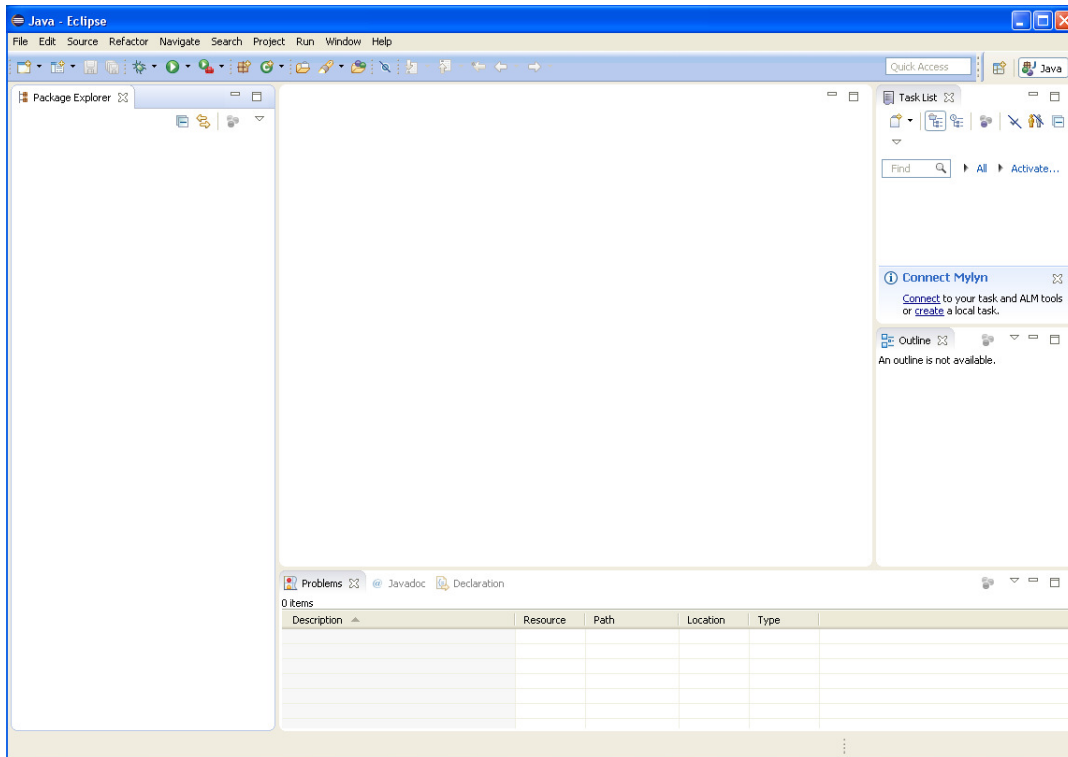 Java - Eclipse
File Edit Source Refactor Navigate Search Project Run Window Help
Quick Access
Java
Package Explorer
Task List
Find
All
Activate...
Connect Mylyn
Connect to your task and ALM tools
or create a local task.
Outline
An outline is not available.
Problems @ Javadoc Declaration
0 items
Description Resource Path Location Type